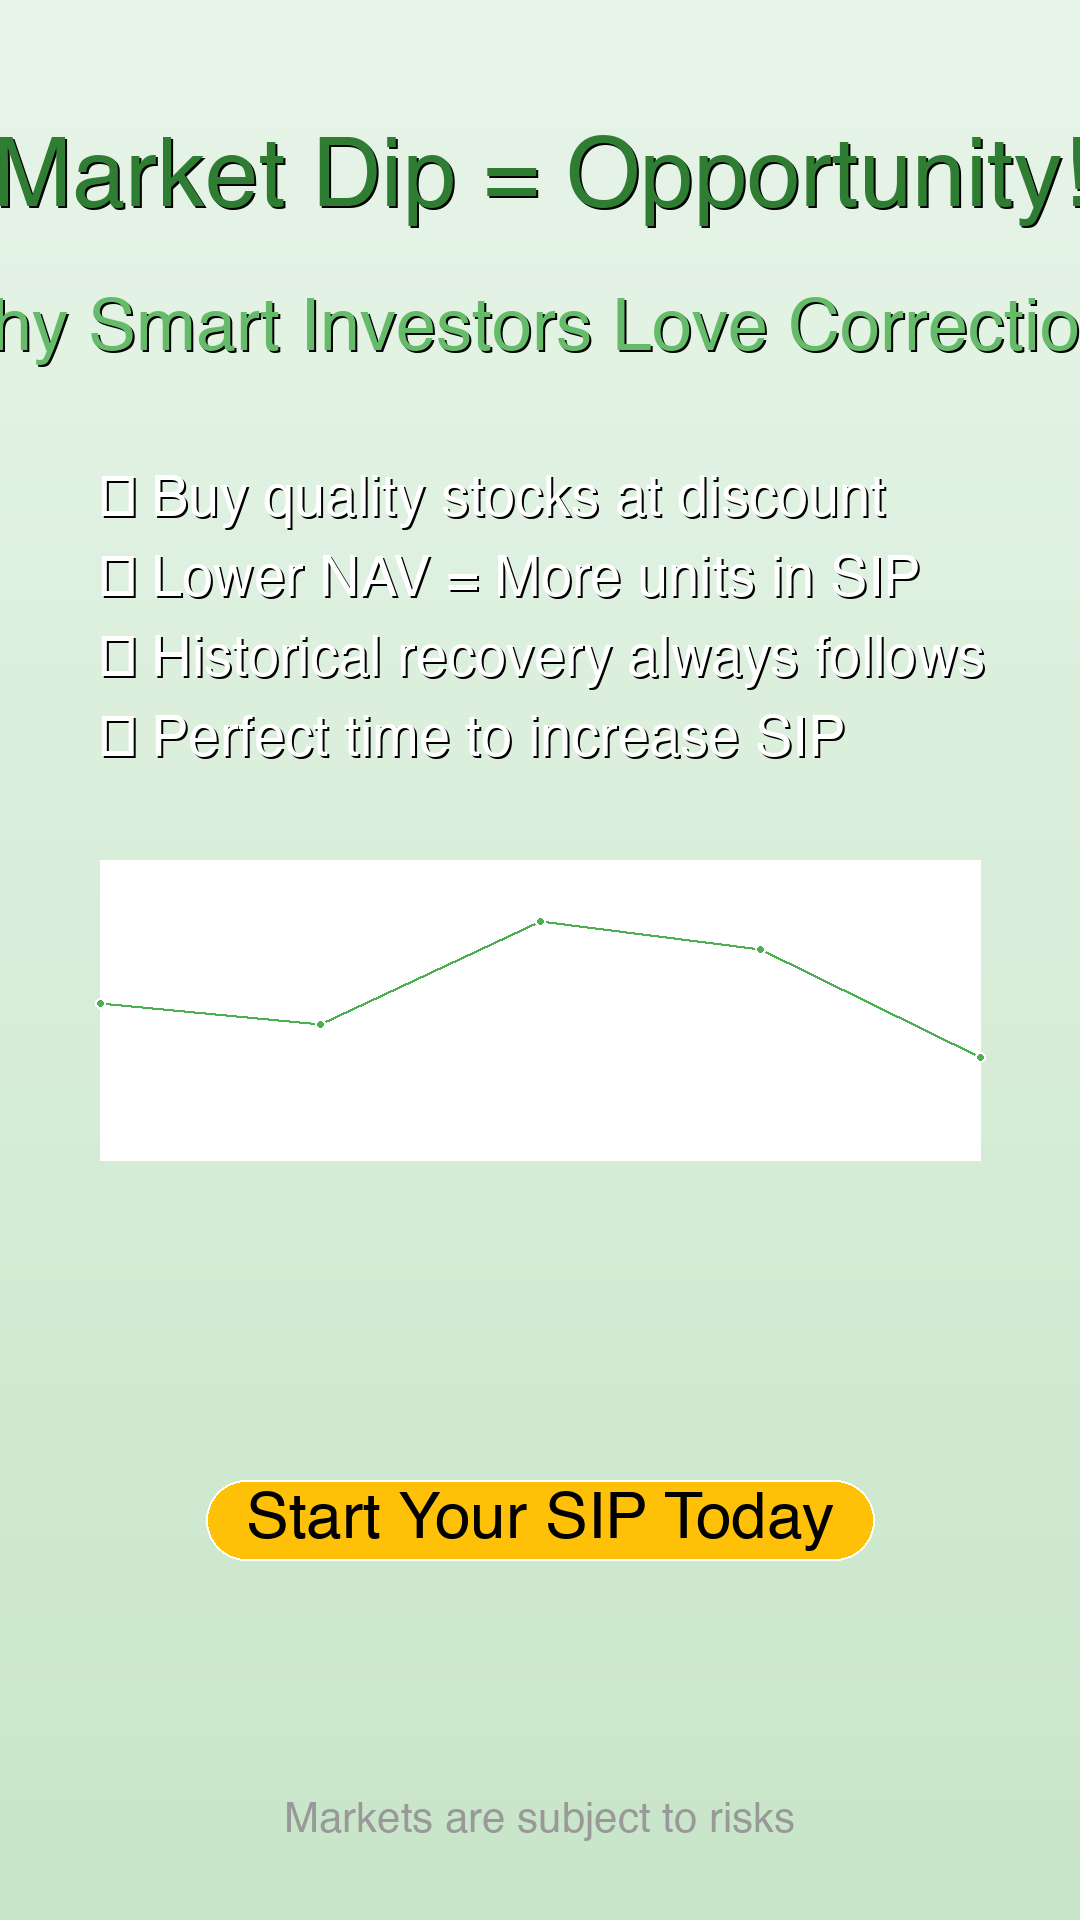 Market Dip = Opportunity!
hy Smart Investors Love Correctio
Buy quality stocks at discount
Lower NAV = More units in SIP
Historical recovery always follows
Perfect time to increase SIP
Start Your SIP Today
Markets are subject to risks